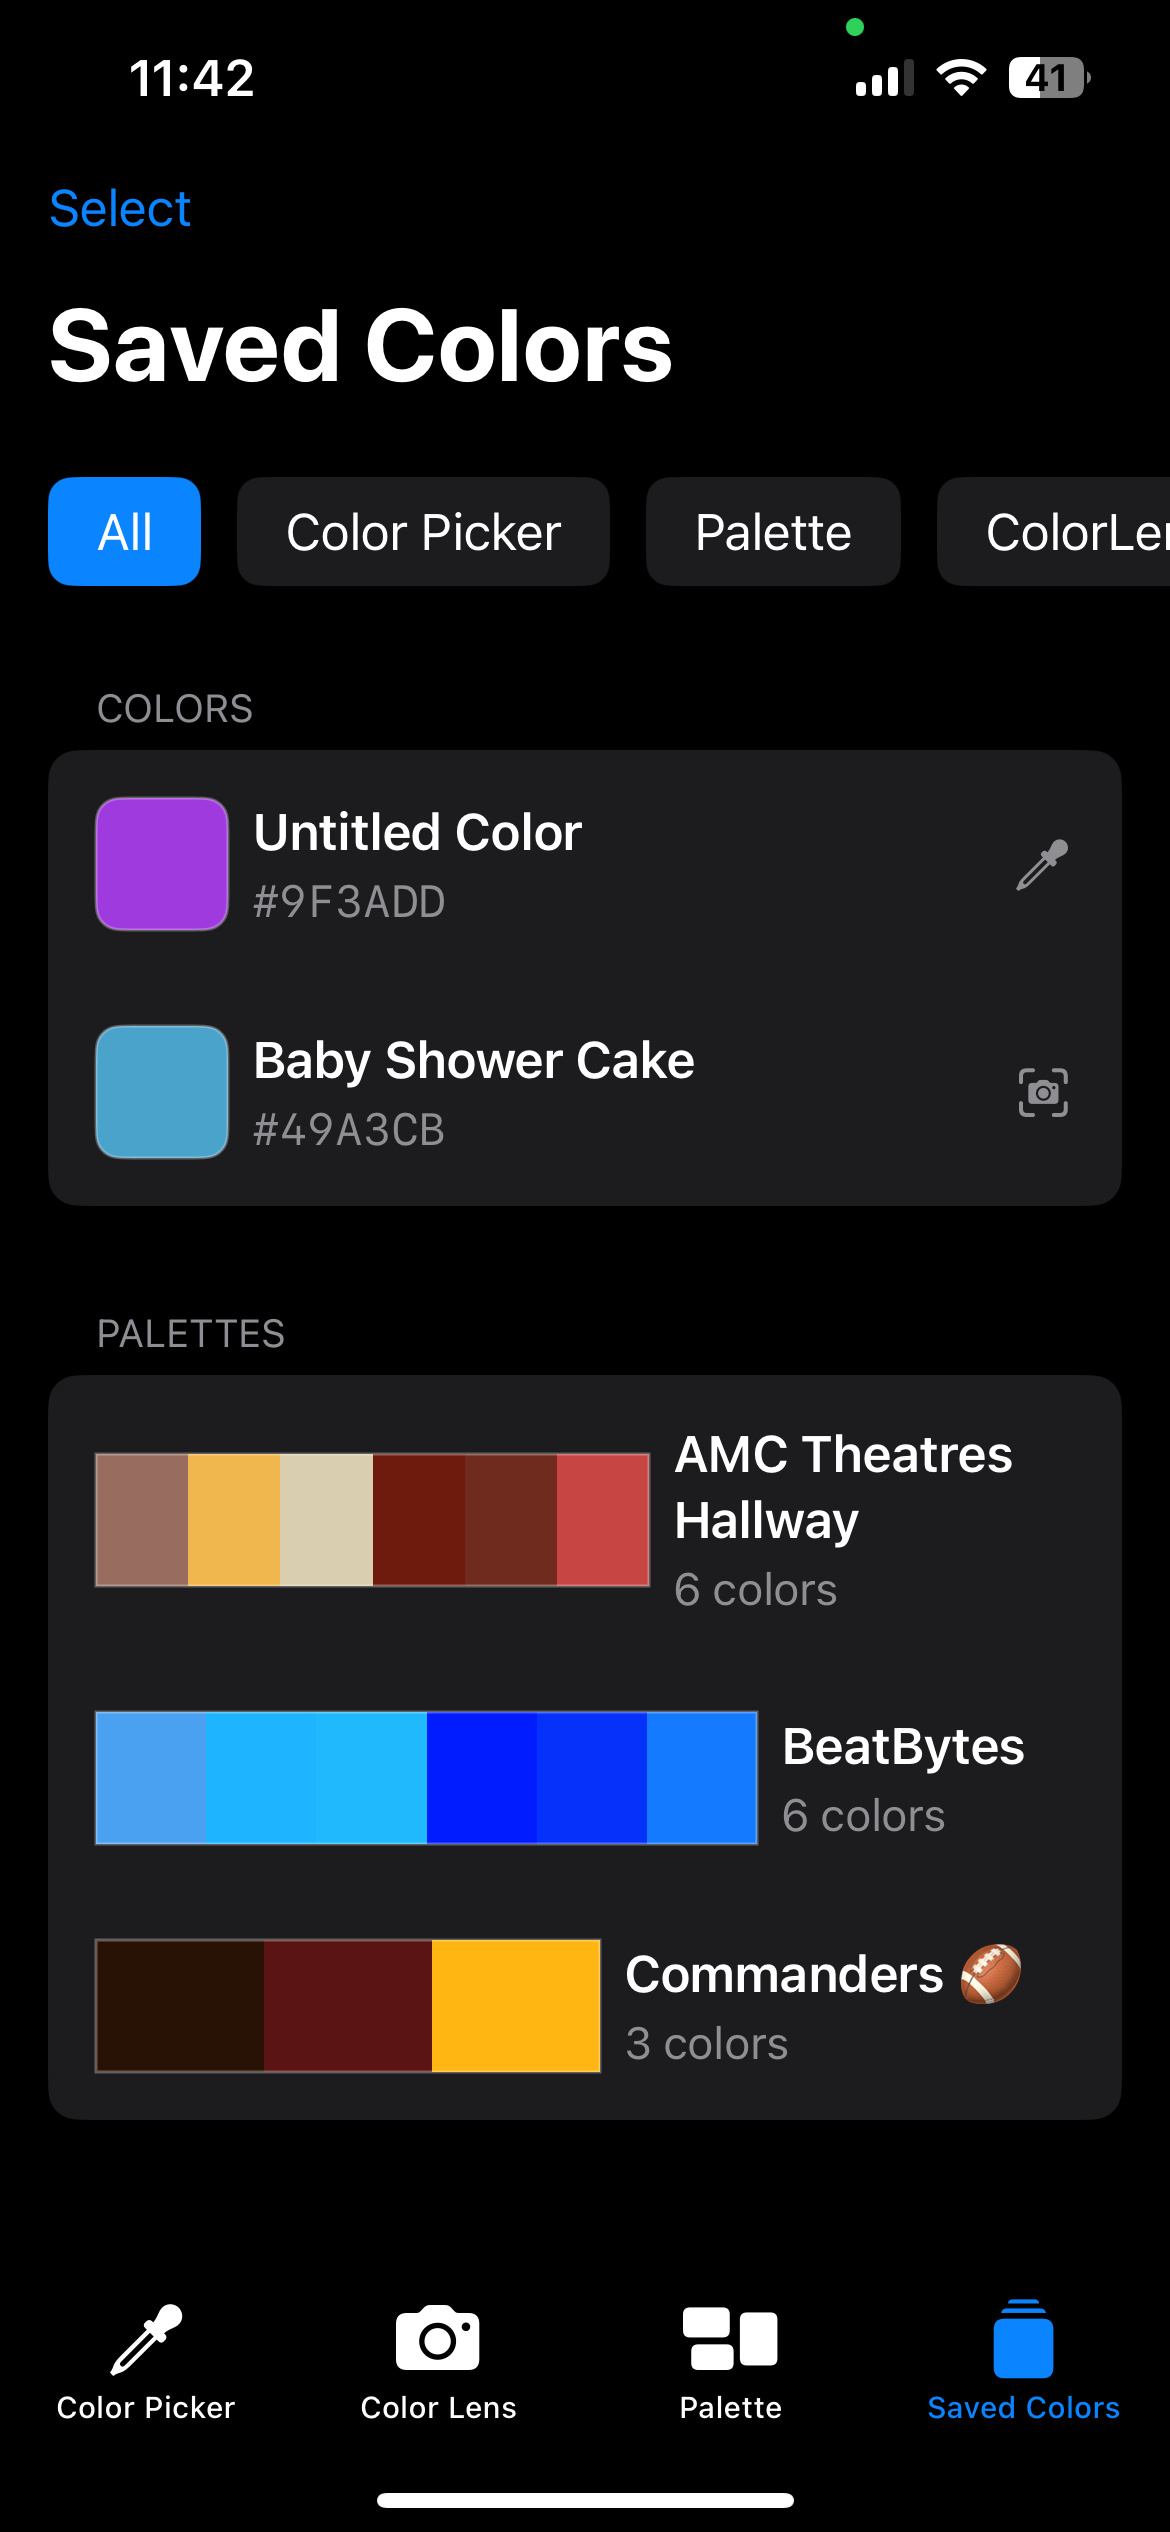 11:42
41
Select
Saved Colors
All
Color Picker
Palette
ColorLe
COLORS
Untitled Color
#9F3ADD
Baby Shower Cake
#49A3CB
PALETTES
AMC Theatres
Hallway
6 colors
BeatBytes
6 colors
Commanders 🏈
3 colors
Color Picker
Color Lens
Palette
Saved Colors